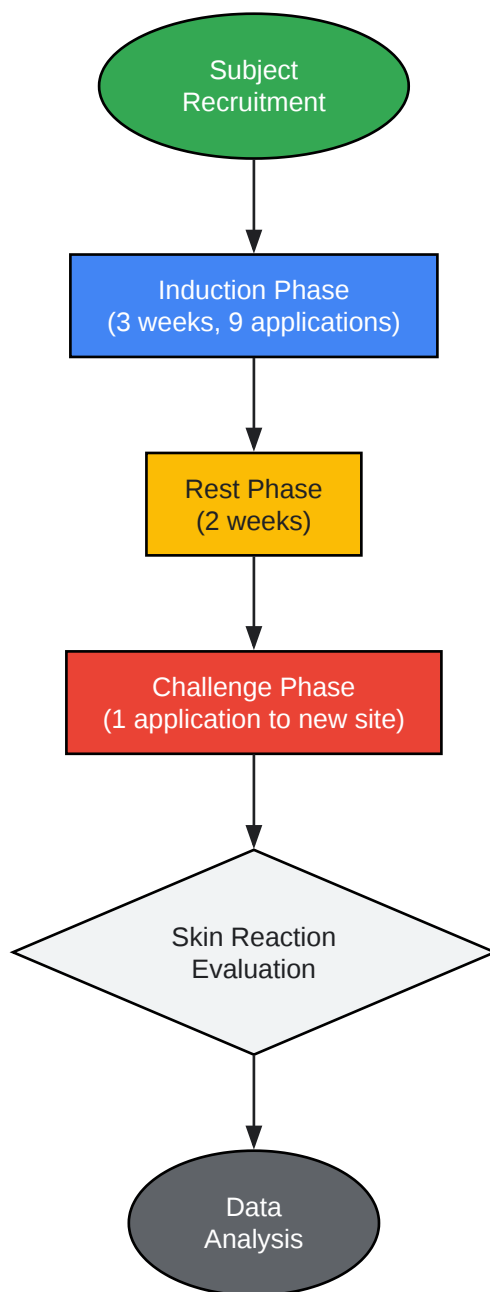 Subject
Recruitment
Induction Phase
(3 weeks, 9 applications)
Rest Phase
(2 weeks)
Challenge Phase
(1 application to new site)
Skin Reaction
Evaluation
Data
Analysis